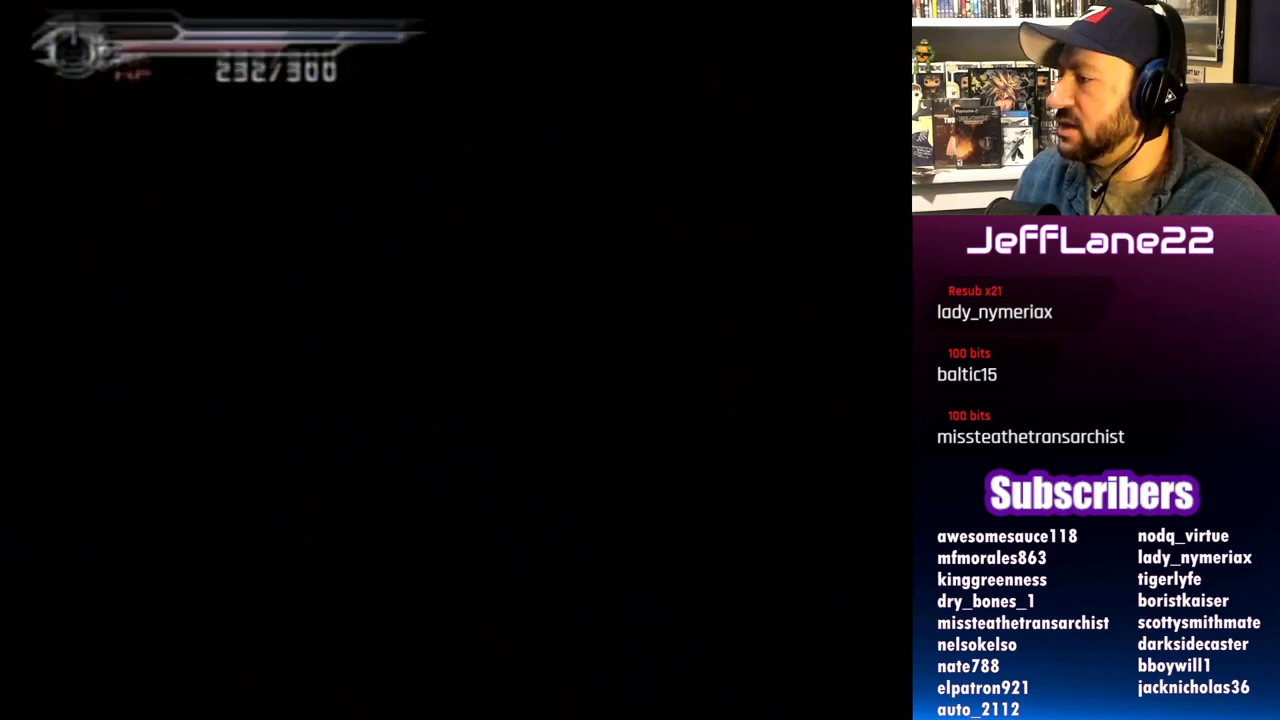 HP 232/300
JeffLane22
Resub x21
lady_nymeriax
100 bits
baltic15
100 bits
missteathetransarchist
Subscribers
awesomesauce118
mfmorales863
kinggreenness
dry_bones_1
missteathetransarchist
nelsokelso
nate788
elpatron921
auto_2112
nodq_virtue
lady_nymeriax
tigerlyfe
boristkaiser
scottysmithmate
darksidecaster
bboywill1
jacknicholas36